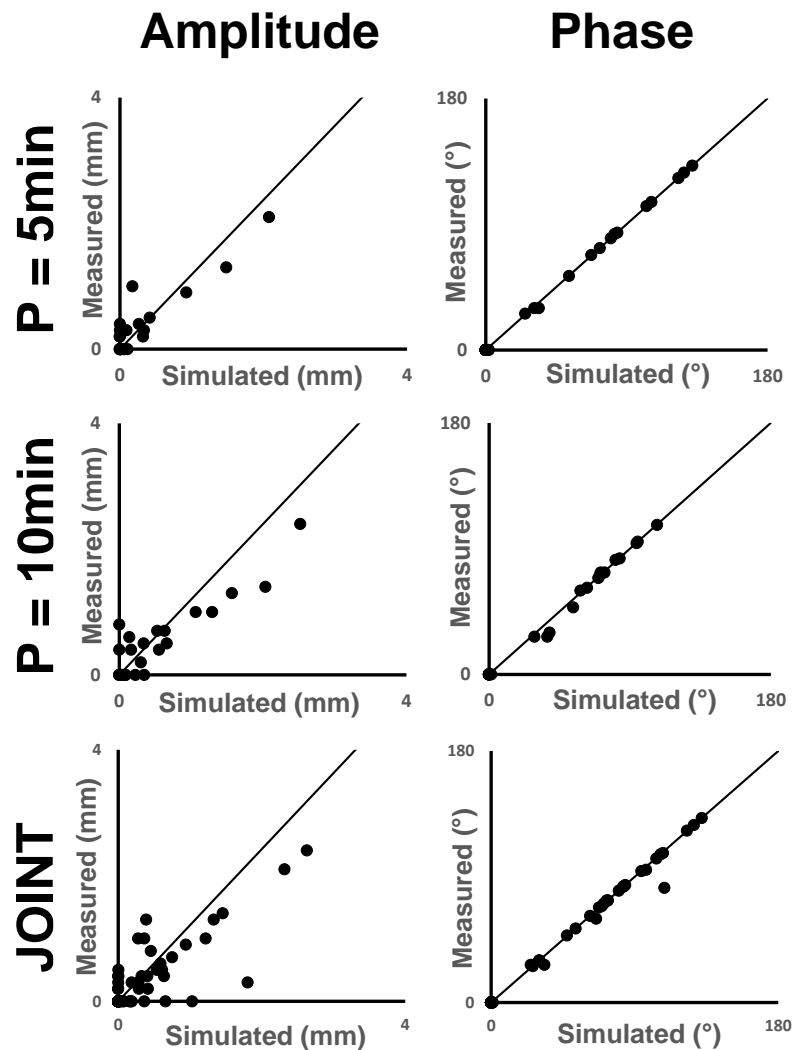 Amplitude
Phase
P = 5min
4
Measured (mm)
0
0
Simulated (mm)
4
180
Measured (°)
0
0
Simulated (°)
180
P = 10min
4
Measured (mm)
0
0
Simulated (mm)
4
180
Measured (°)
0
0
Simulated (°)
180
JOINT
4
Measured (mm)
0
0
Simulated (mm)
4
180
Measured (°)
0
0
Simulated (°)
180